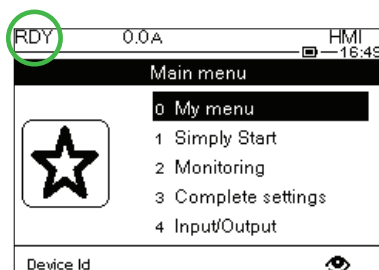 RDY 0.0A HMI
16:49
Main menu
0 My menu
1 Simply Start
2 Monitoring
3 Complete settings
4 Input/Output
Device Id